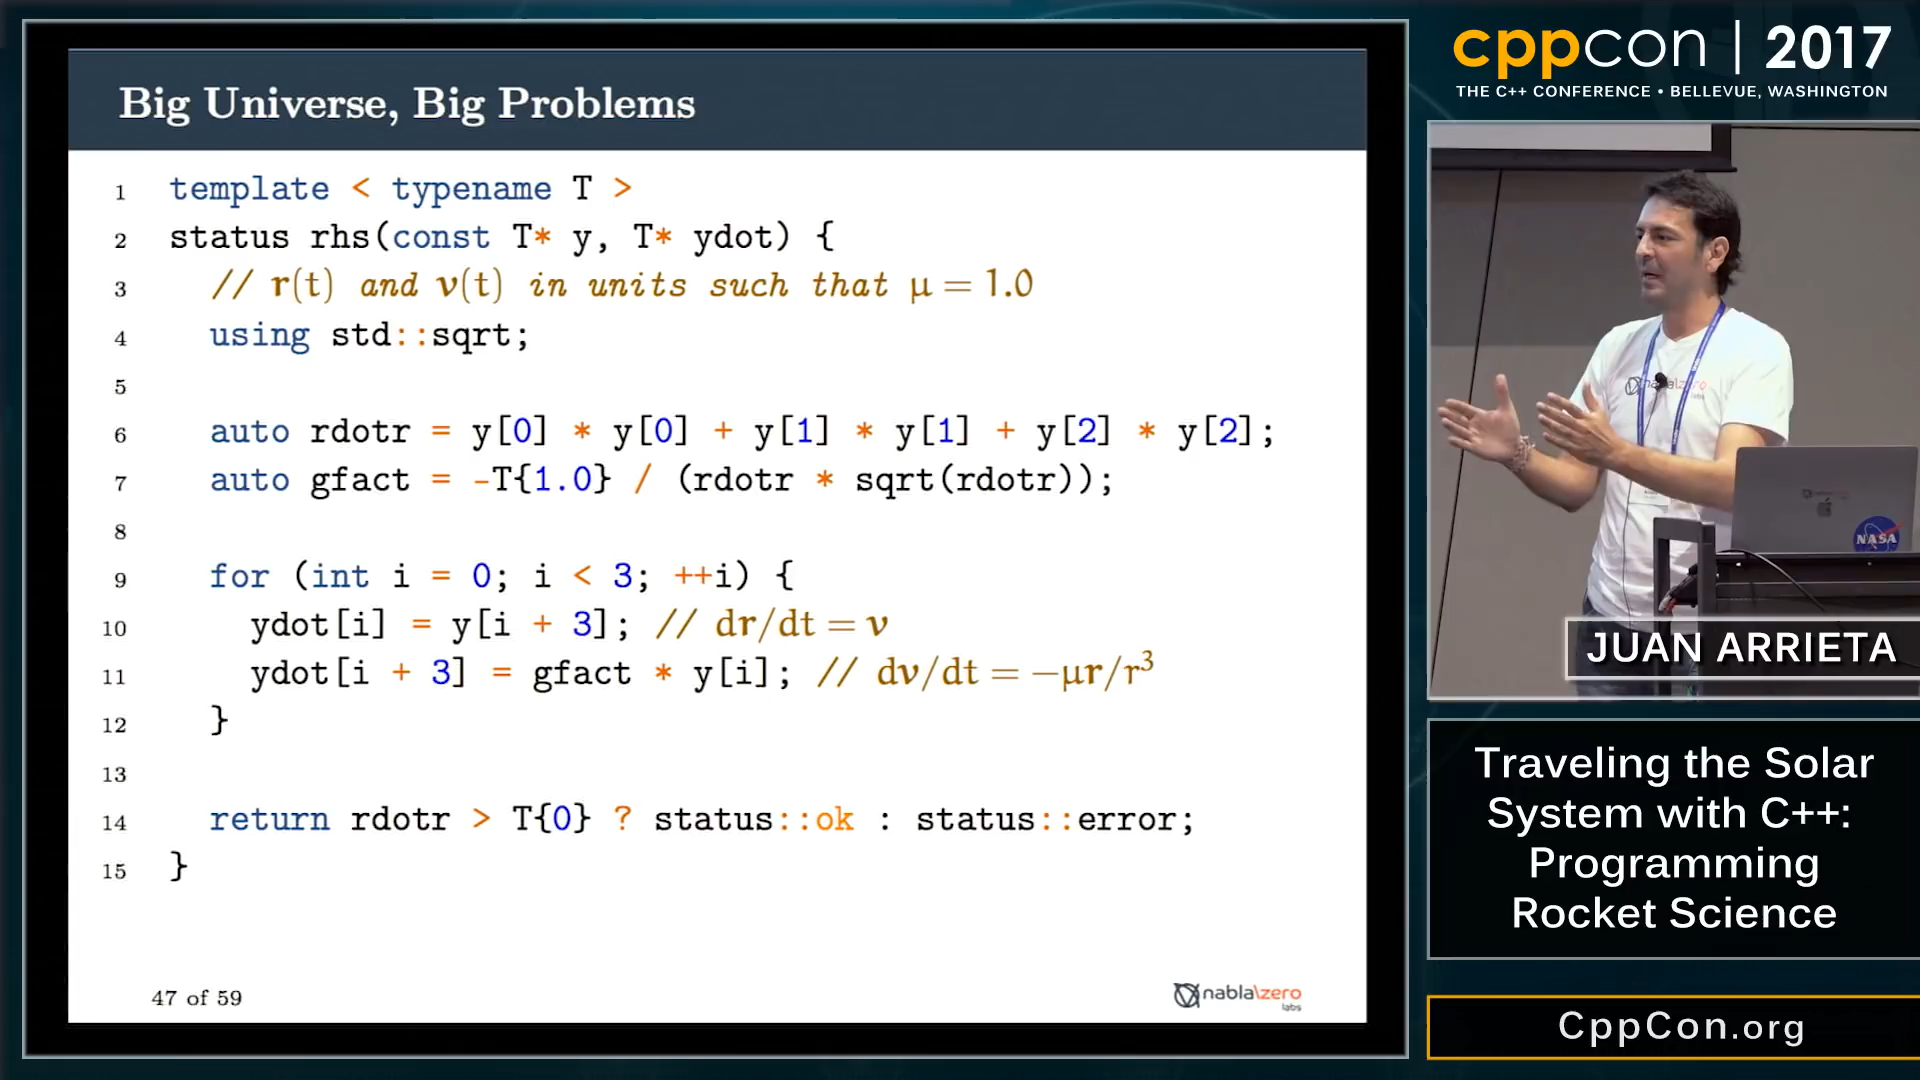 Big Universe, Big Problems
1 template < typename T >
2 status rhs(const T* y, T* ydot) {
3 // r(t) and v(t) in units such that μ = 1.0
4 using std::sqrt;
5
6 auto rdotr = y[0] * y[0] + y[1] * y[1] + y[2] * y[2];
7 auto gfact = -T{1.0} / (rdotr * sqrt(rdotr));
8
9 for (int i = 0; i < 3; ++i) {
10 ydot[i] = y[i + 3]; // dr/dt = v
11 ydot[i + 3] = gfact * y[i]; // dv/dt = −μr/r³
12 }
13
14 return rdotr > T{0} ? status::ok : status::error;
15 }
47 of 59
nabla\zero
labs
cppcon | 2017
THE C++ CONFERENCE • BELLEVUE, WASHINGTON
nabla\zero
labs
NASA
JUAN ARRIETA
Traveling the Solar
System with C++:
Programming
Rocket Science
CppCon.org